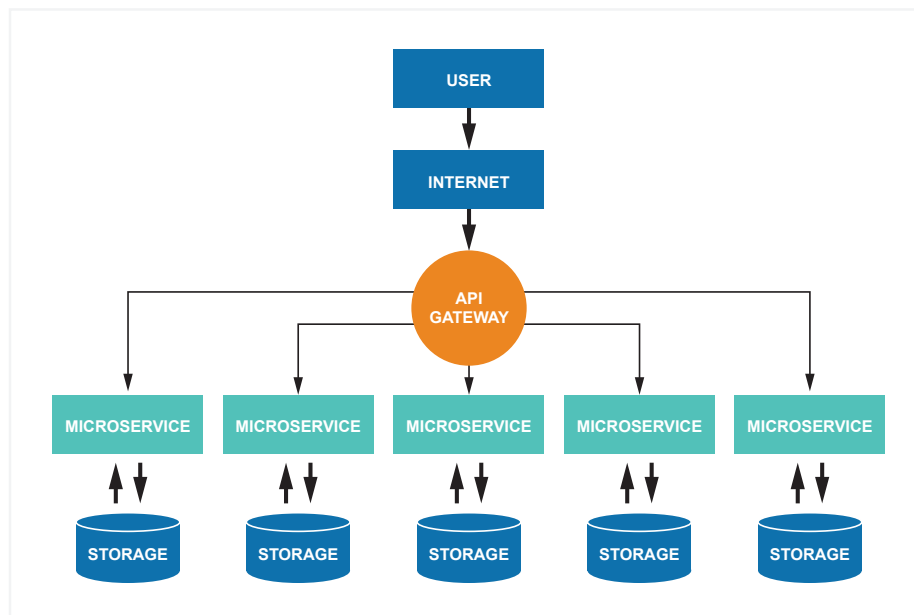 USER
INTERNET
API
GATEWAY
MICROSERVICE
MICROSERVICE
MICROSERVICE
MICROSERVICE
MICROSERVICE
STORAGE
STORAGE
STORAGE
STORAGE
STORAGE